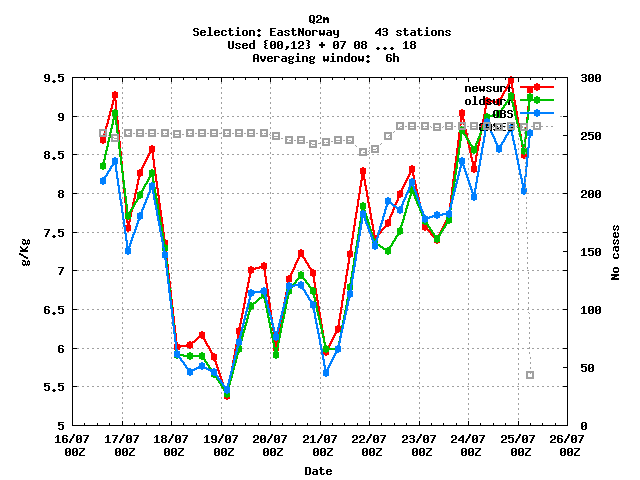 Q2m
Selection: EastNorway 43 stations
Used {00,12} + 07 08 ... 18
Averaging window: 6h
newsurf
oldsurf
OBS
cases
9.5
9
8.5
8
7.5
7
6.5
6
5.5
5
g/Kg
300
250
200
150
100
50
0
No cases
16/07 17/07 18/07 19/07 20/07 21/07 22/07 23/07 24/07 25/07 26/07
00Z 00Z 00Z 00Z 00Z 00Z 00Z 00Z 00Z 00Z 00Z
Date